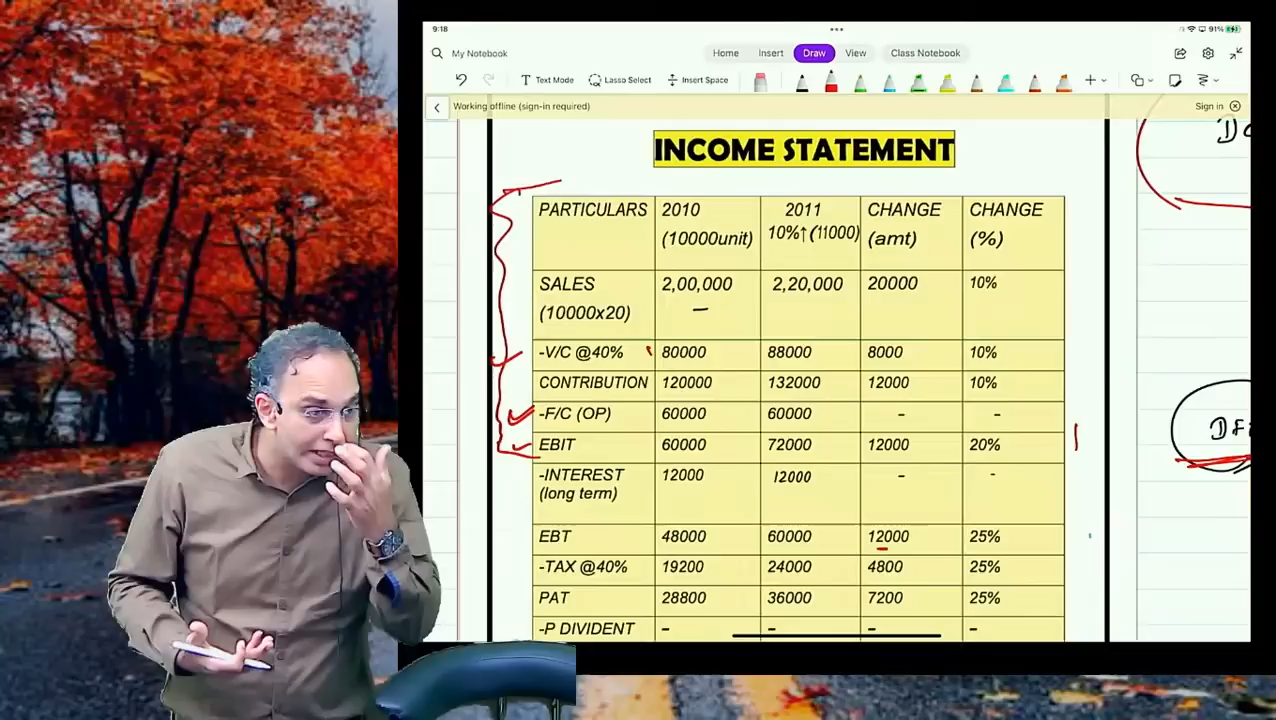 9:18
91%
My Notebook
Home Insert Draw View Class Notebook
Text Mode Lasso Select Insert Space
Working offline (sign-in required) Sign in
INCOME STATEMENT
PARTICULARS 2010 (10000unit) 2011 10%↑(11000) CHANGE (amt) CHANGE (%)
SALES (10000x20) 2,00,000 2,20,000 20000 10%
-V/C @40% 80000 88000 8000 10%
CONTRIBUTION 120000 132000 12000 10%
-F/C (OP) 60000 60000 - -
EBIT 60000 72000 12000 20%
-INTEREST (long term) 12000 12000 - -
EBT 48000 60000 12000 25%
-TAX @40% 19200 24000 4800 25%
PAT 28800 36000 7200 25%
-P DIVIDENT - - - -